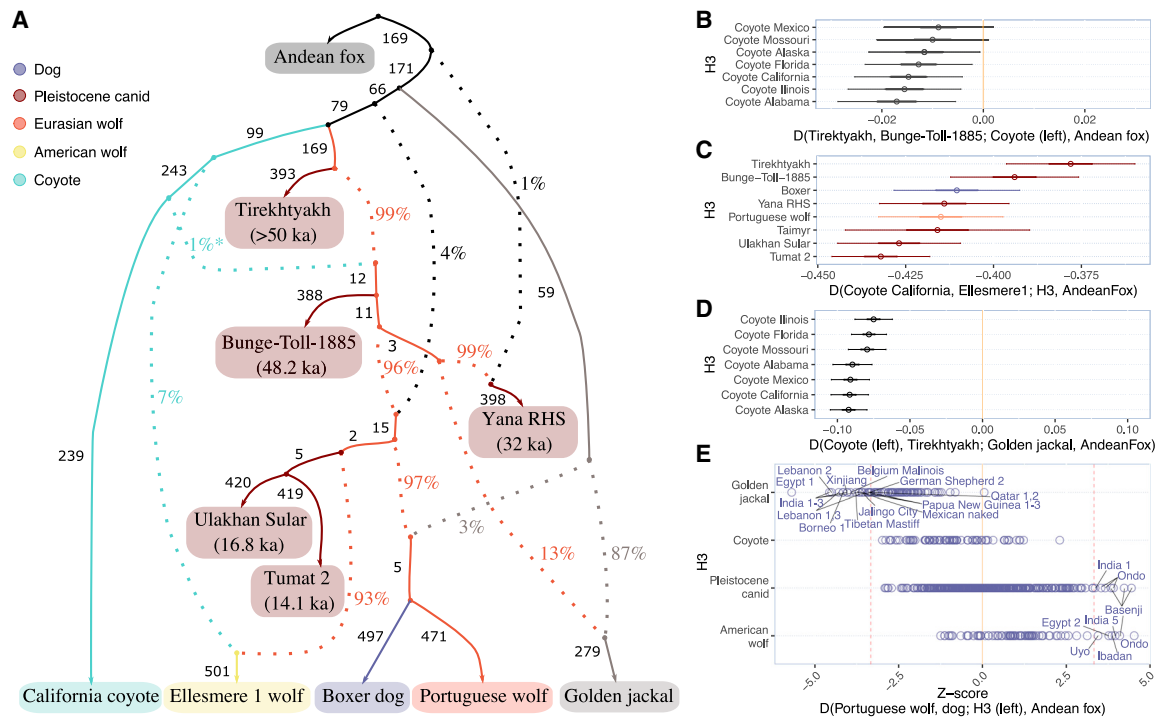 A
Dog
Pleistocene canid
Eurasian wolf
American wolf
Coyote
Andean fox
169
171
66
79
99
169
243
393
1%
Tirekhtyakh
(>50 ka)
99%
1%*
4%
12
388
11
59
Bunge-Toll-1885
(48.2 ka)
3
99%
96%
398
7%
Yana RHS
(32 ka)
15
2
5
239
420
419
97%
Ulakhan Sular
(16.8 ka)
3%
Tumat 2
(14.1 ka)
13%
87%
5
93%
497
471
279
501
California coyote
Ellesmere 1 wolf
Boxer dog
Portuguese wolf
Golden jackal
B
H3
Coyote Mexico
Coyote Mossouri
Coyote Alaska
Coyote Florida
Coyote California
Coyote Ilinois
Coyote Alabama
−0.02
0.00
0.02
D(Tirektyakh, Bunge-Toll-1885; Coyote (left), Andean fox)
C
H3
Tirekhtyakh
Bunge-Toll-1885
Boxer
Yana RHS
Portuguese wolf
Taimyr
Ulakhan Sular
Tumat 2
−0.450
−0.425
−0.400
−0.375
D(Coyote California, Ellesmere1; H3, AndeanFox)
D
H3
Coyote Ilinois
Coyote Florida
Coyote Mossouri
Coyote Alabama
Coyote Mexico
Coyote California
Coyote Alaska
−0.10
−0.05
0.00
0.05
0.10
D(Coyote (left), Tirekhtyakh; Golden jackal, AndeanFox)
E
H3
Golden
jackal
Coyote
Pleistocene
canid
American
wolf
Lebanon 2
Belgium Malinois
Egypt 1
Xinjiang
German Shepherd 2
India 1-3
Qatar 1,2
Lebanon 1,3
Jalingo City
Papua New Guinea 1-3
Borneo 1
Mexican naked
Tibetan Mastiff
India 1
Ondo
Basenji
Egypt 2
India 5
Uyo
Ondo
Ibadan
−5.0
−2.5
0.0
2.5
5.0
Z−score
D(Portuguese wolf, dog; H3 (left), Andean fox)